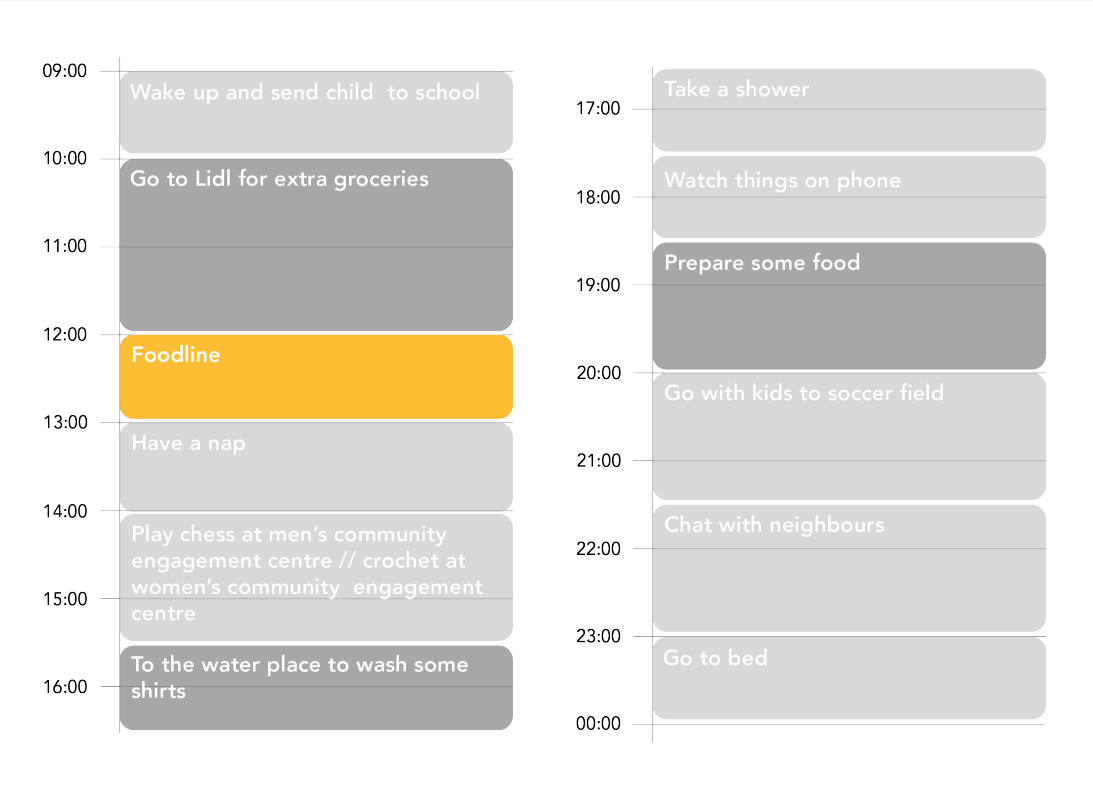 09:00
Wake up and send child  to school
10:00
Go to Lidl for extra groceries
11:00
12:00
Foodline
13:00
Have a nap
14:00
Play chess at men’s community
engagement centre // crochet at
women’s community  engagement
15:00
centre
To the water place to wash some
16:00
shirts
Take a shower
17:00
Watch things on phone
18:00
Prepare some food
19:00
20:00
Go with kids to soccer field
21:00
Chat with neighbours
22:00
23:00
Go to bed
00:00